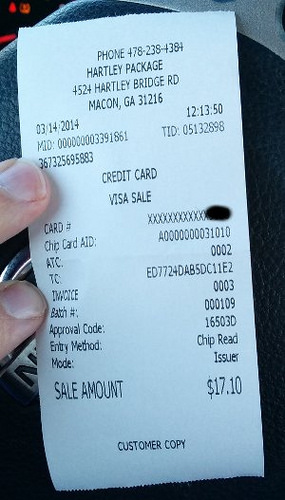 PHONE 478-238-4384
HARTLEY PACKAGE
4524 HARTLEY BRIDGE RD
MACON, GA 31216
03/14/2014 12:13:50
MID: 000000003391861 TID: 05132898
367325695883
CREDIT CARD
VISA SALE
CARD # XXXXXXXXXXXX
Chip Card AID: A0000000031010
ATC: 0002
TC: ED7724DAB5DC11E2
INVOICE 0003
Batch #: 000109
Approval Code: 16503D
Entry Method: Chip Read
Mode: Issuer
SALE AMOUNT $17.10
CUSTOMER COPY